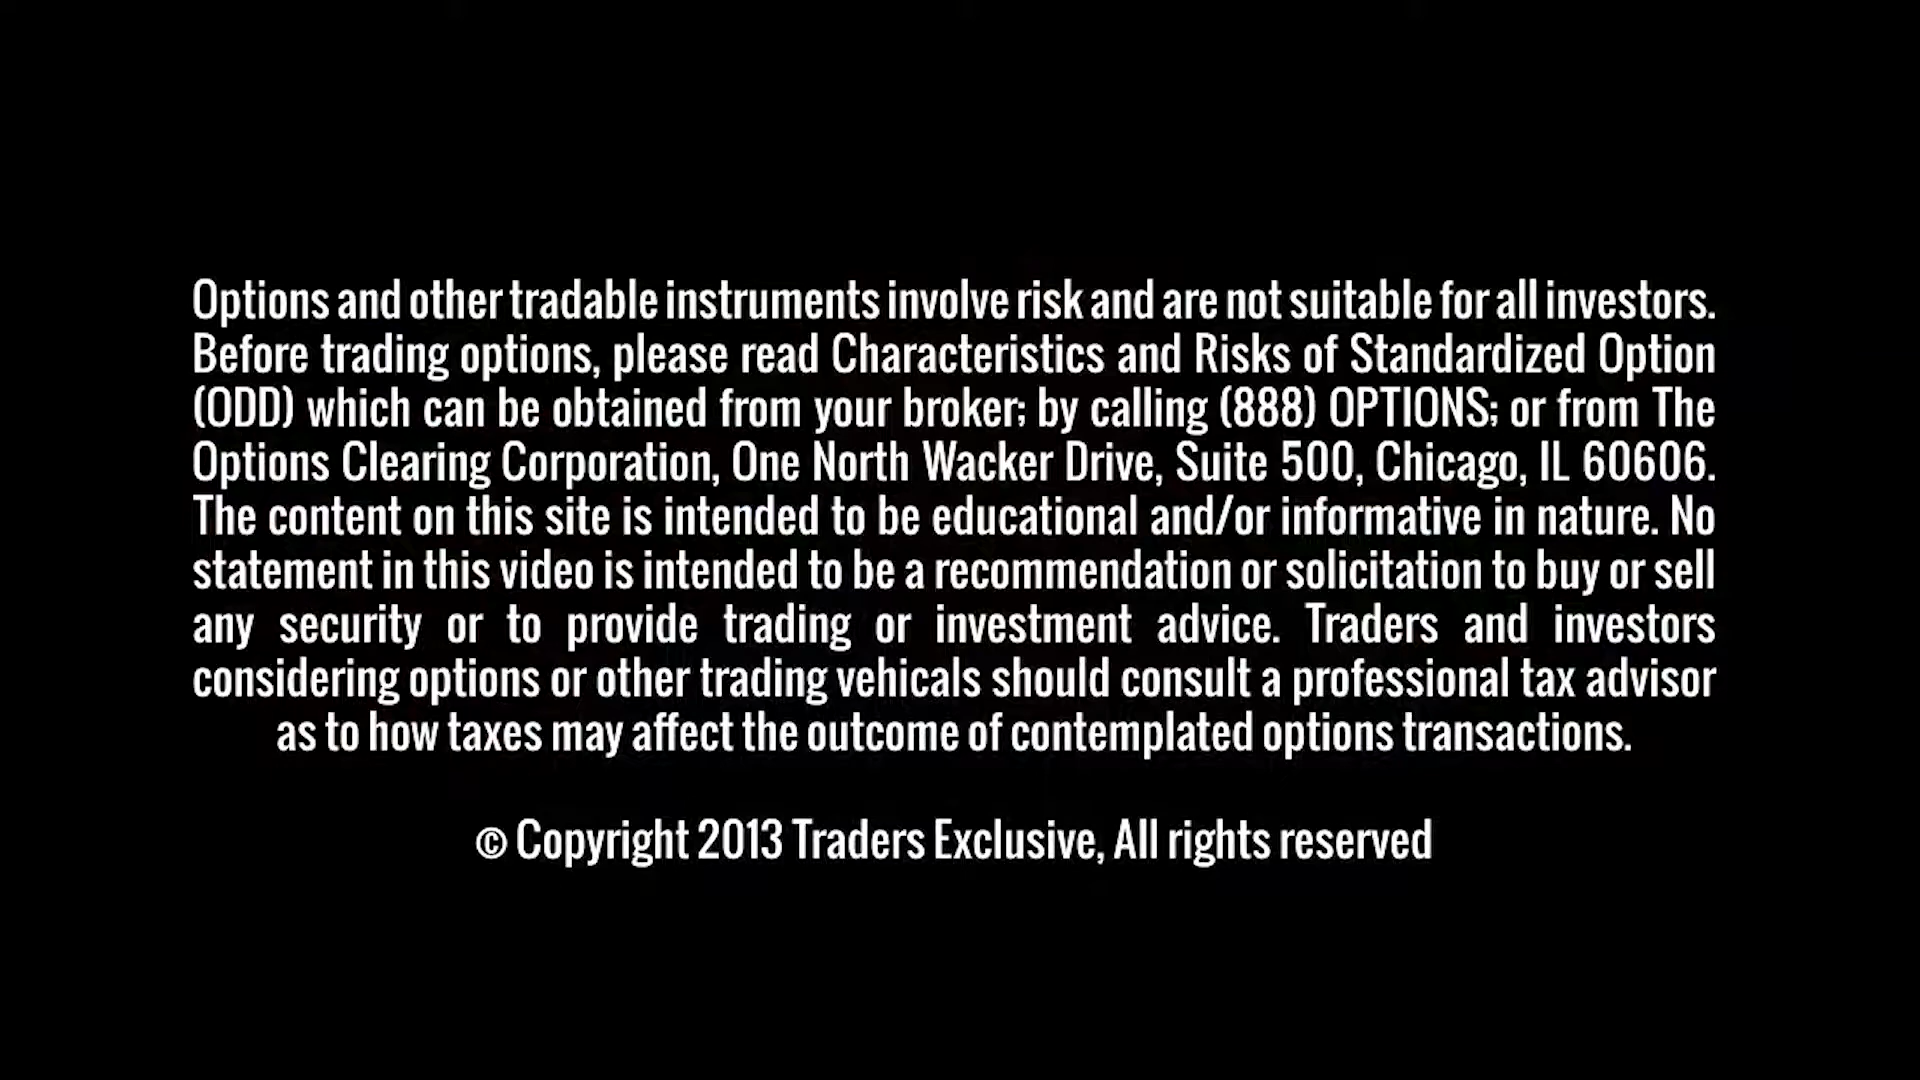 Options and other tradable instruments involve risk and are not suitable for all investors.
Before trading options, please read Characteristics and Risks of Standardized Option
(ODD) which can be obtained from your broker; by calling (888) OPTIONS; or from The
Options Clearing Corporation, One North Wacker Drive, Suite 500, Chicago, IL 60606.
The content on this site is intended to be educational and/or informative in nature. No
statement in this video is intended to be a recommendation or solicitation to buy or sell
any security or to provide trading or investment advice. Traders and investors
considering options or other trading vehicals should consult a professional tax advisor
as to how taxes may affect the outcome of contemplated options transactions.
© Copyright 2013 Traders Exclusive, All rights reserved